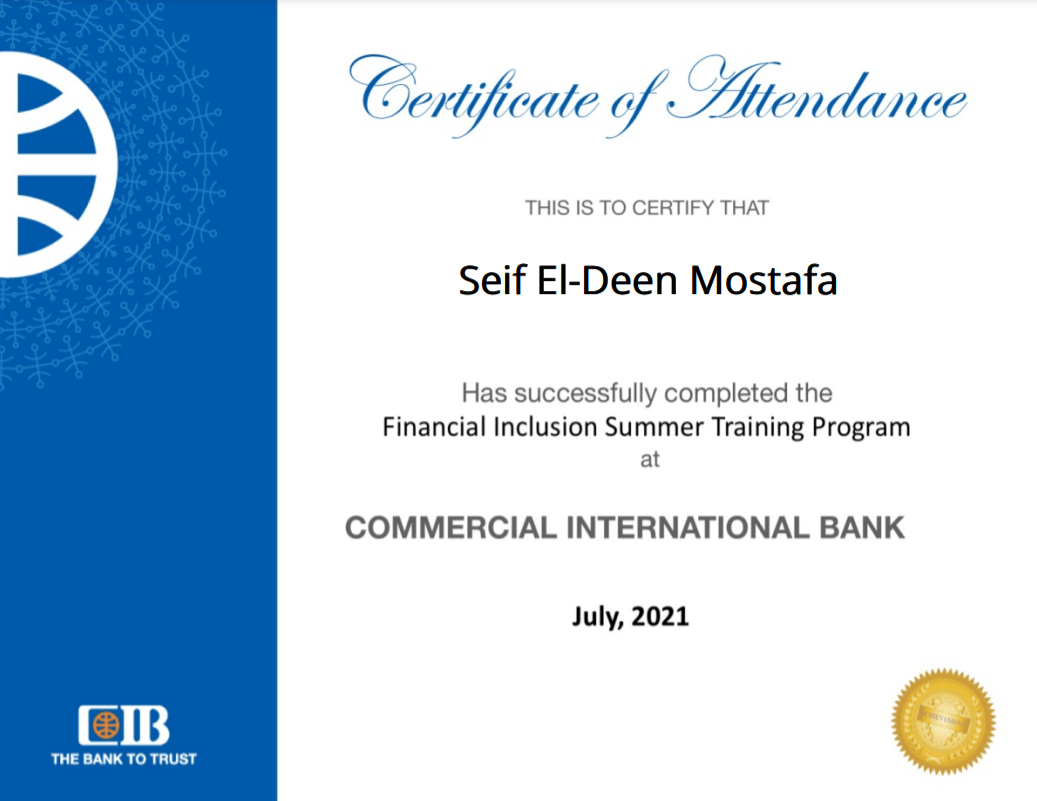 Certificate of Attendance
THIS IS TO CERTIFY THAT
Seif El-Deen Mostafa
Has successfully completed the
Financial Inclusion Summer Training Program
at
COMMERCIAL INTERNATIONAL BANK
July, 2021
CIB
THE BANK TO TRUST